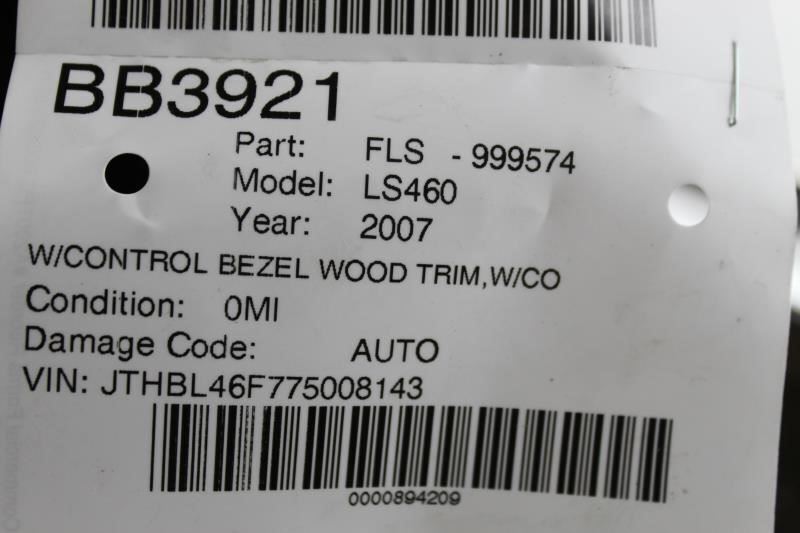 BB3921
Part: FLS - 999574
Model: LS460
Year: 2007
W/CONTROL BEZEL WOOD TRIM,W/CO
Condition: 0MI
Damage Code: AUTO
VIN: JTHBL46F775008143
0000894209